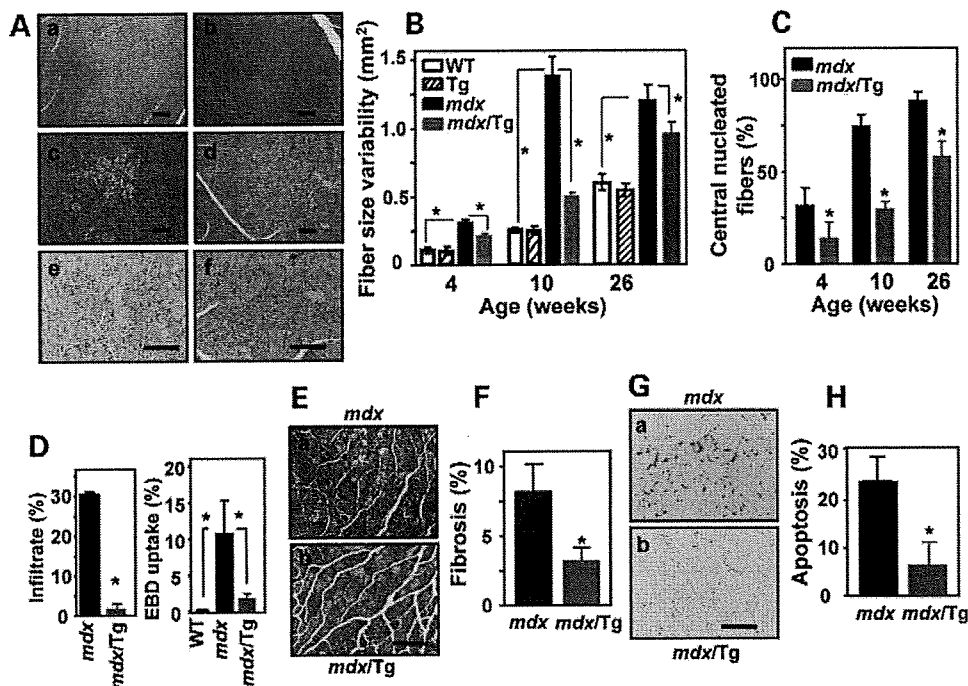 A
a
b
c
d
e
f
B
Fiber size variability (mm²)
1.5
1.0
0.5
0
WT
Tg
mdx
mdx/Tg
*
*
*
*
*
*
4
10
26
Age (weeks)
C
Central nucleated
fibers (%)
100
50
0
mdx
mdx/Tg
*
*
*
4
10
26
Age (weeks)
D
Infiltrate (%)
30
20
10
0
*
mdx
mdx/Tg
EBD uptake (%)
20
15
10
5
0
*
*
WT
mdx
mdx/Tg
E
mdx
b
mdx/Tg
F
Fibrosis (%)
10
5
0
*
mdx
mdx/Tg
G
mdx
a
b
mdx/Tg
H
Apoptosis (%)
20
10
0
*
mdx
mdx/Tg